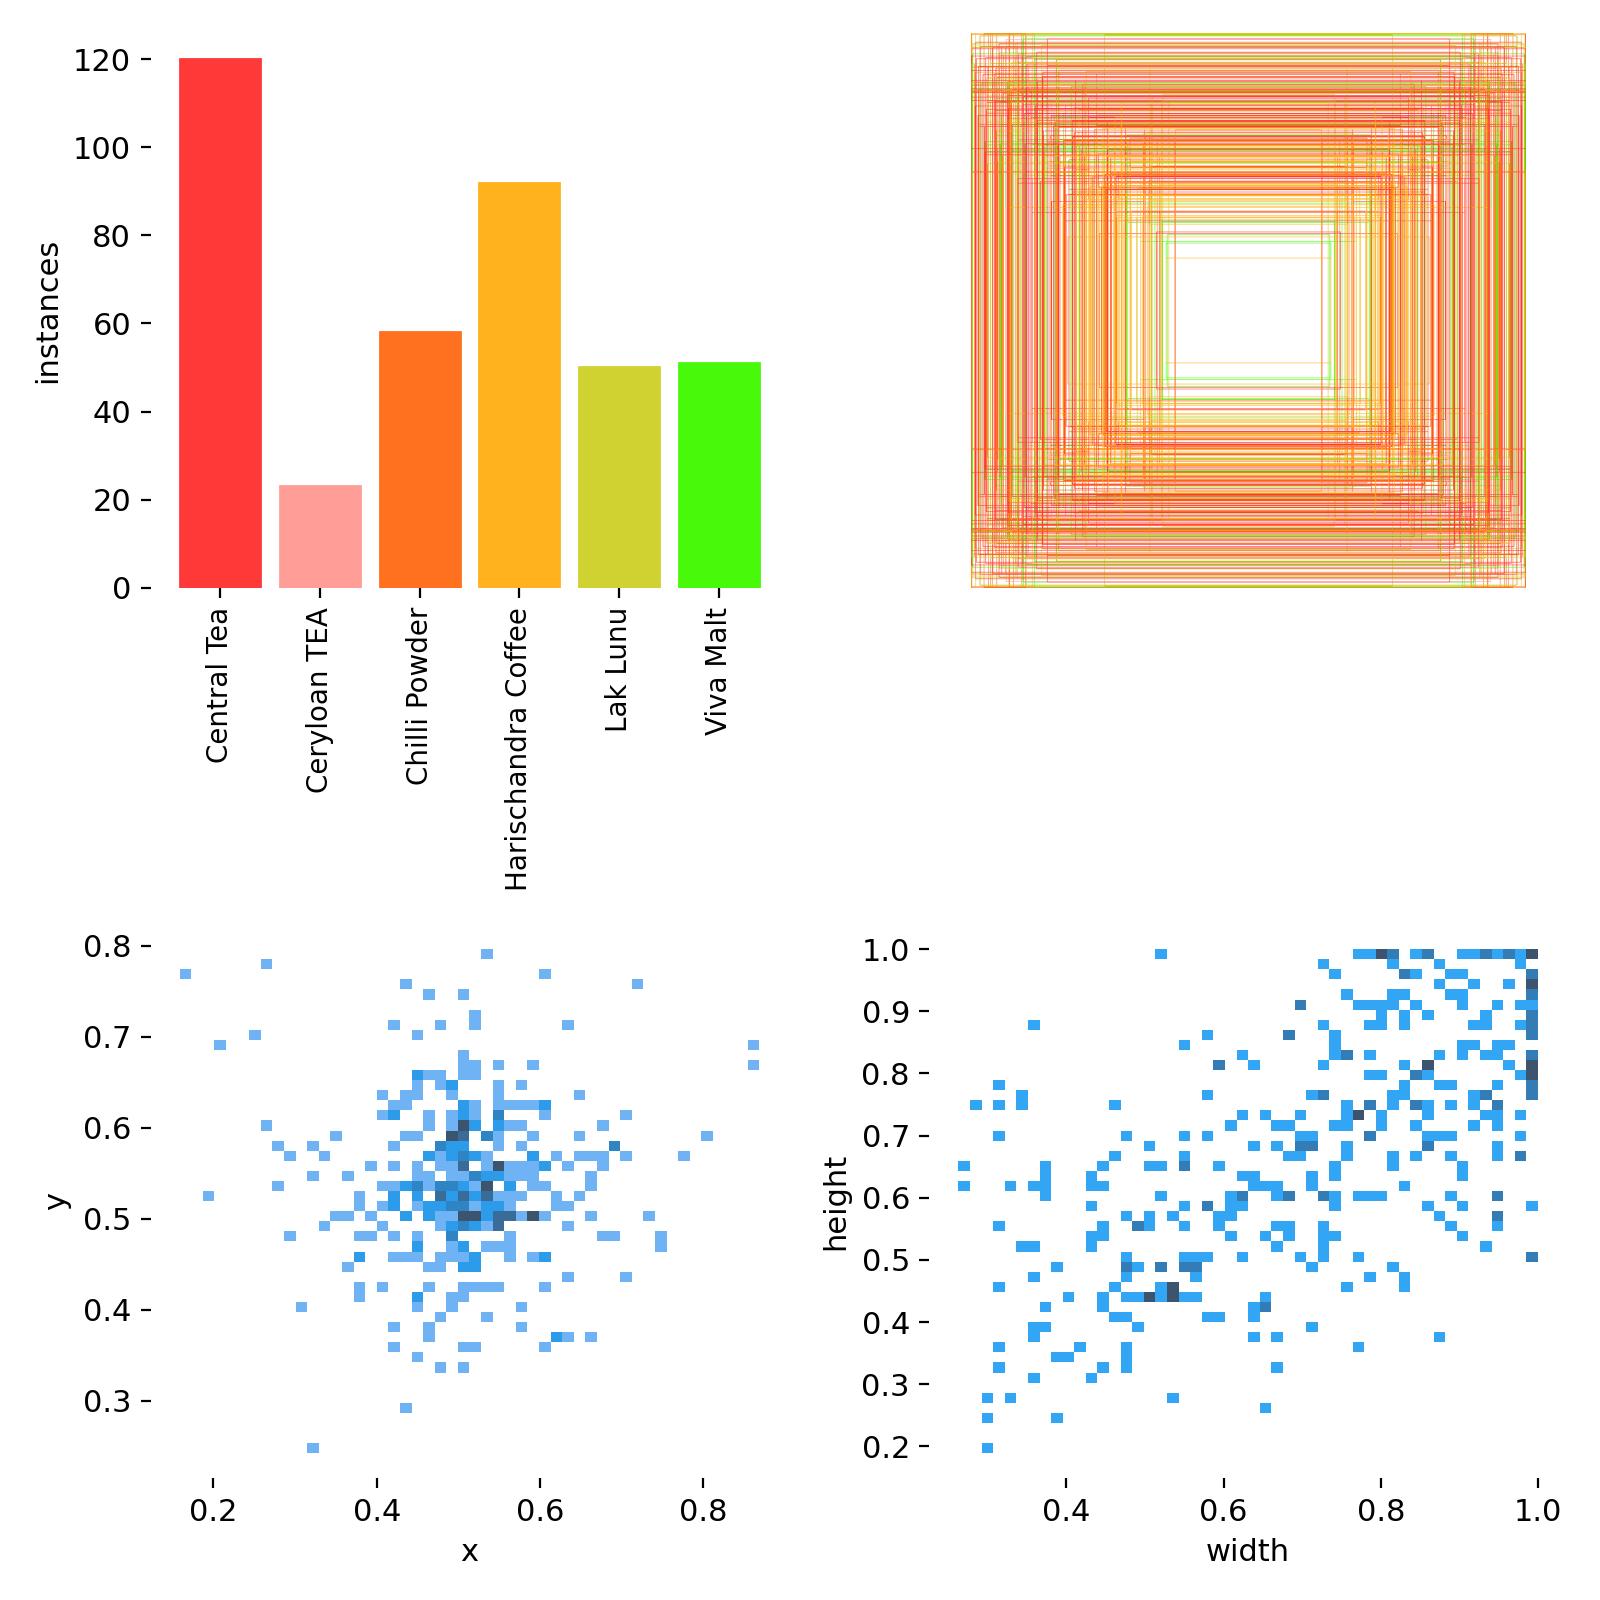 120
100
80
60
40
20
0
instances
Central Tea
Ceryloan TEA
Chilli Powder
Harischandra Coffee
Lak Lunu
Viva Malt
0.8
0.7
0.6
0.5
0.4
0.3
y
0.2 0.4 0.6 0.8
x
1.0
0.9
0.8
0.7
0.6
0.5
0.4
0.3
0.2
height
0.4 0.6 0.8 1.0
width